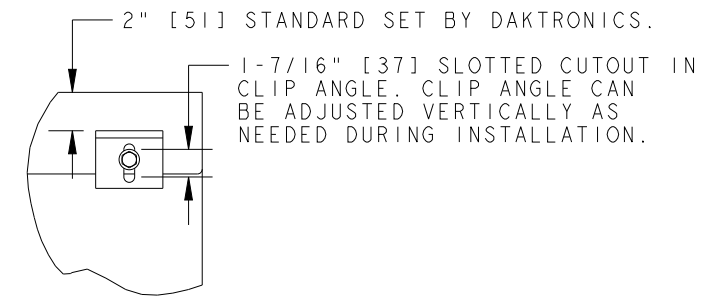 2" [51] STANDARD SET BY DAKTRONICS.
1-7/16" [37] SLOTTED CUTOUT IN
CLIP ANGLE. CLIP ANGLE CAN
BE ADJUSTED VERTICALLY AS
NEEDED DURING INSTALLATION.